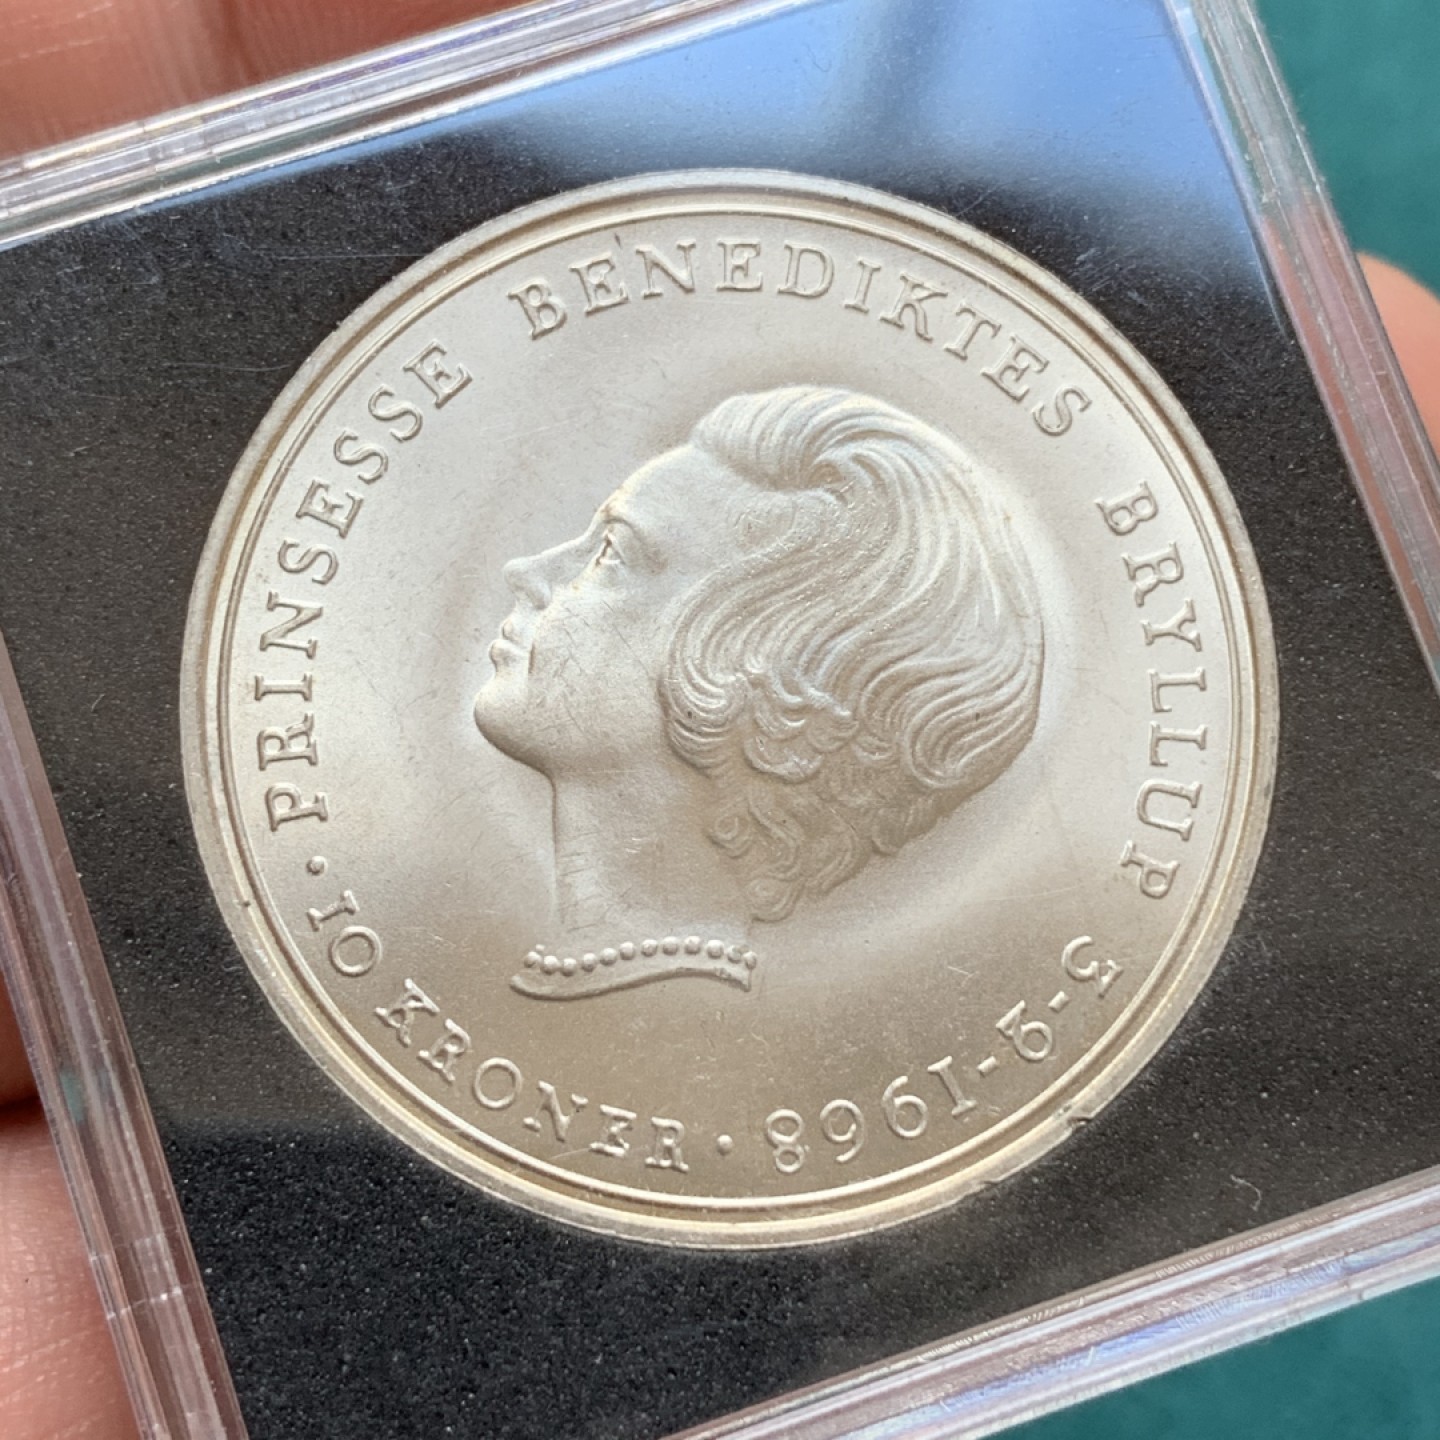 PRINSESSE BENEDIKTES BRYLLUP
3-2-1968 · 10 KRONER ·